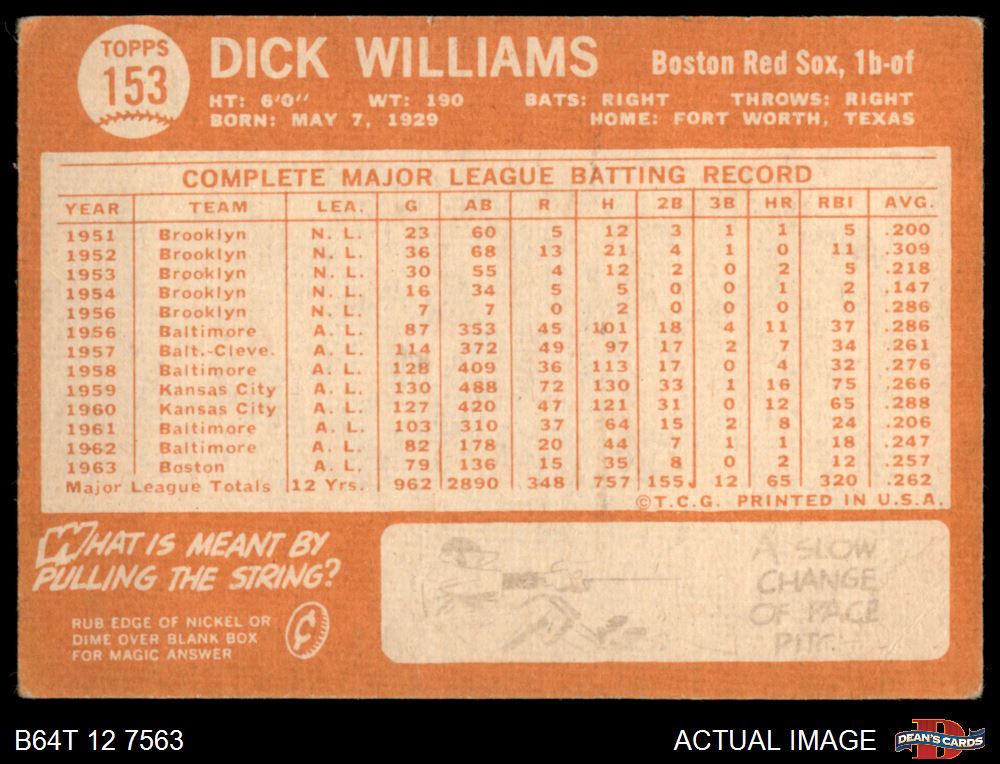 TOPPS
153
DICK WILLIAMS
Boston Red Sox, 1b-of
HT: 6'0" WT: 190 BATS: RIGHT THROWS: RIGHT
BORN: MAY 7, 1929 HOME: FORT WORTH, TEXAS
COMPLETE MAJOR LEAGUE BATTING RECORD
YEAR TEAM LEA. G AB R H 2B 3B HR RBI AVG.
1951 Brooklyn N. L. 23 60 5 12 3 1 1 5 .200
1952 Brooklyn N. L. 36 68 13 21 4 1 0 11 .309
1953 Brooklyn N. L. 30 55 4 12 2 0 2 5 .218
1954 Brooklyn N. L. 16 34 5 5 0 0 1 2 .147
1956 Brooklyn N. L. 7 7 0 2 0 0 0 0 .286
1956 Baltimore A. L. 87 353 45 101 18 4 11 37 .286
1957 Balt.-Cleve. A. L. 114 372 49 97 17 2 7 34 .261
1958 Baltimore A. L. 128 409 36 113 17 0 4 32 .276
1959 Kansas City A. L. 130 488 72 130 33 1 16 75 .266
1960 Kansas City A. L. 127 420 47 121 31 0 12 65 .288
1961 Baltimore A. L. 103 310 37 64 15 2 8 24 .206
1962 Baltimore A. L. 82 178 20 44 7 1 1 18 .247
1963 Boston A. L. 79 136 15 35 8 0 2 12 .257
Major League Totals 12 Yrs. 962 2890 348 757 155 12 65 320 .262
©T.C.G. PRINTED IN U.S.A.
WHAT IS MEANT BY
PULLING THE STRING?
RUB EDGE OF NICKEL OR
DIME OVER BLANK BOX
FOR MAGIC ANSWER
¢
A SLOW
CHANGE
OF PACE
B64T 12 7563
ACTUAL IMAGE
DEAN'S CARDS